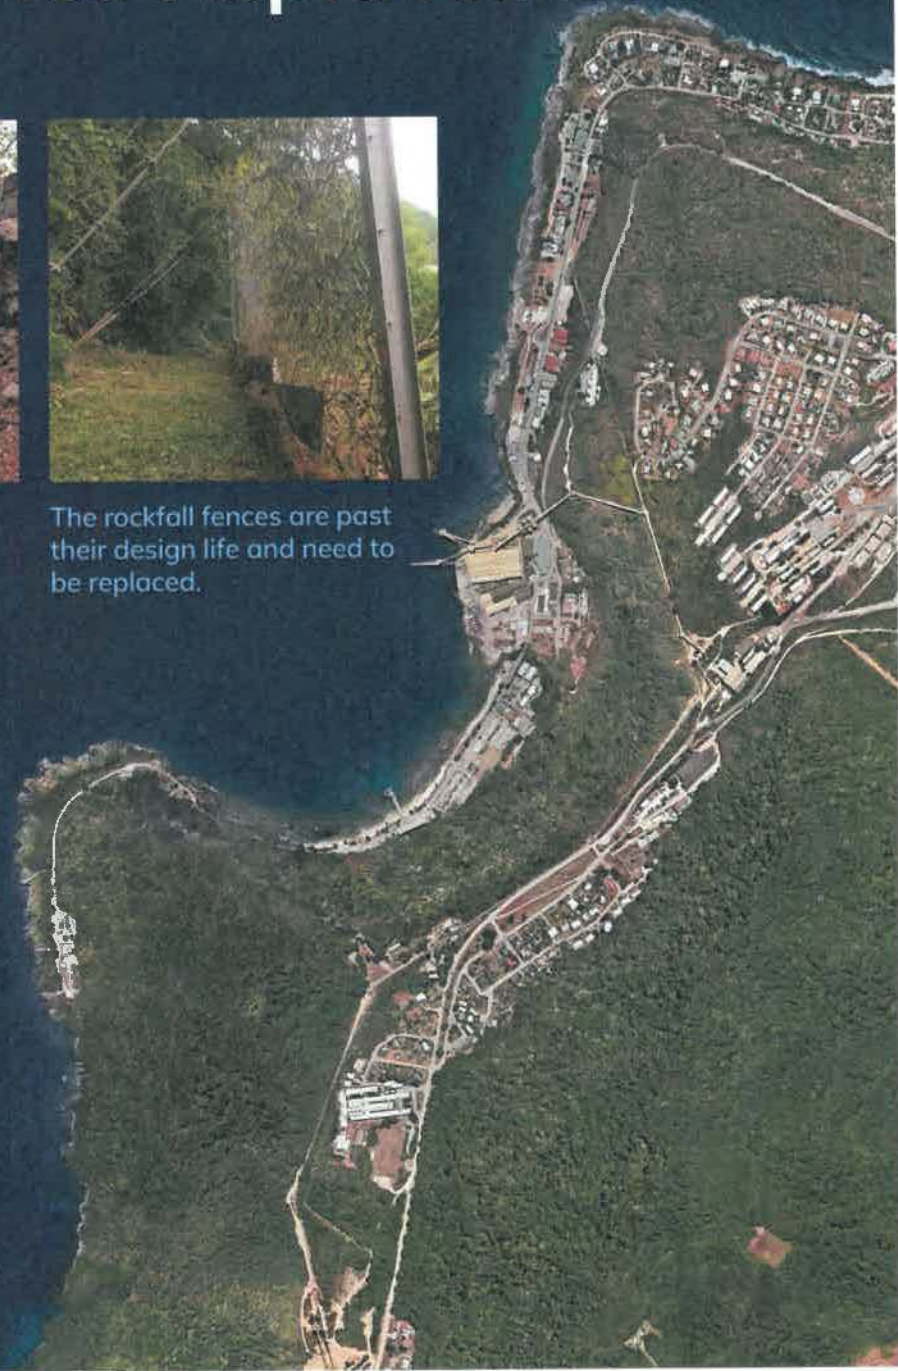 The rockfall fences are past
their design life and need to
be replaced.